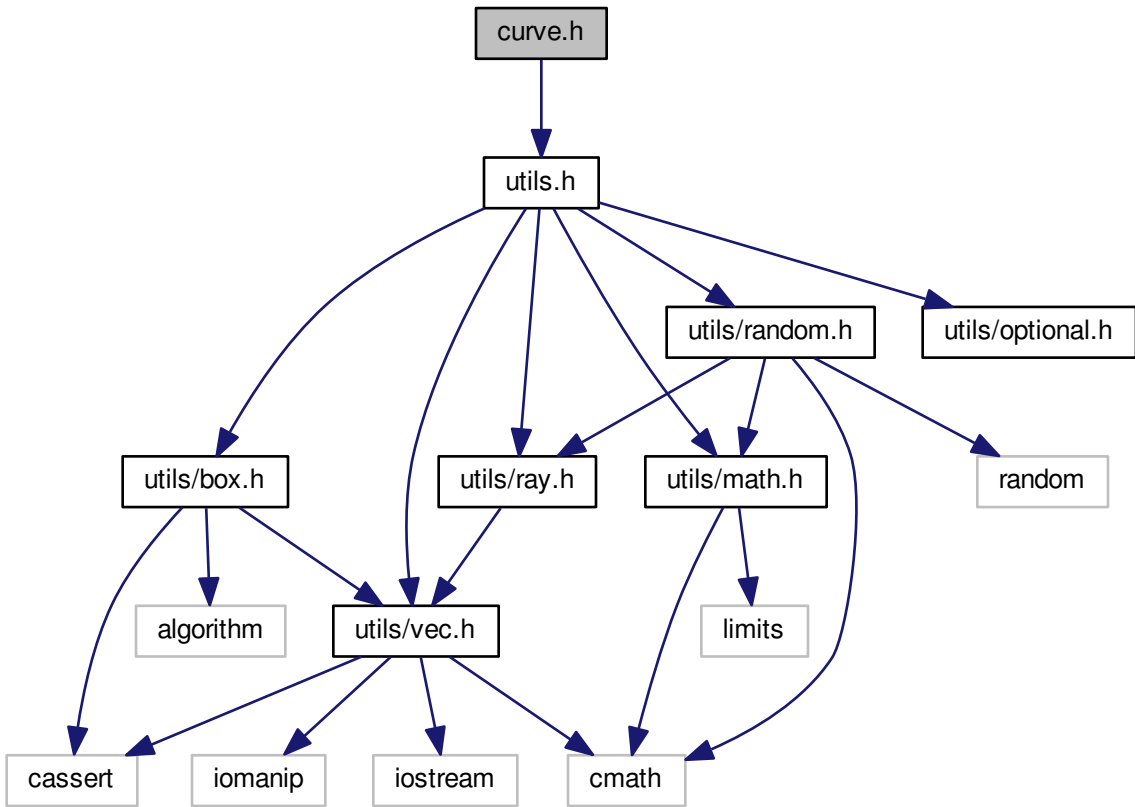 curve.h
utils.h
utils/random.h
utils/optional.h
utils/box.h
utils/ray.h
utils/math.h
random
algorithm
utils/vec.h
limits
cassert
iomanip
iostream
cmath